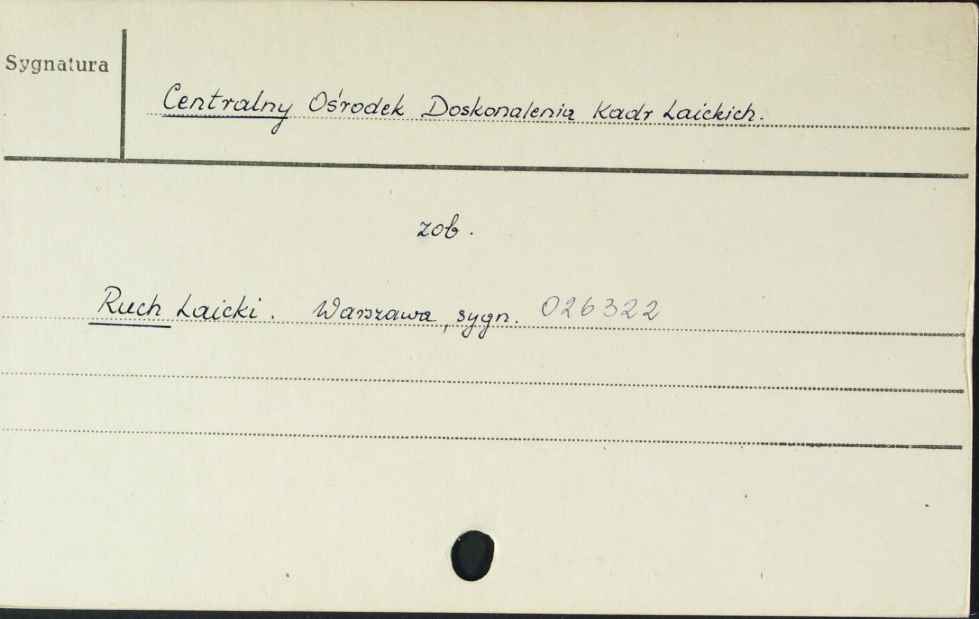 Sygnatura
Centralny Ośrodek Doskonalenia Kadr Laickich.
zob.
Ruch Laicki. Warszawa, sygn. 026322